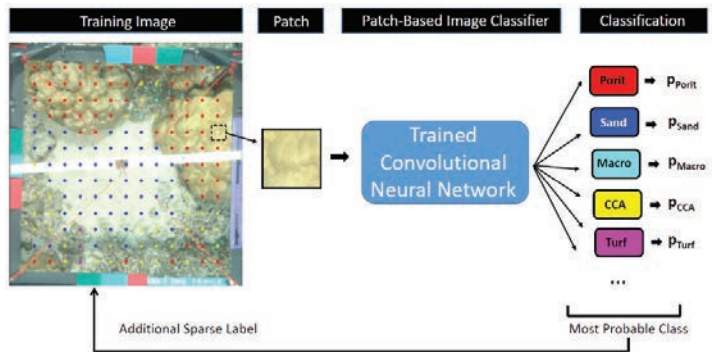 Training Image
Patch
Patch-Based Image Classifier
Classification
Trained
Convolutional
Neural Network
Porit
pPorit
Sand
pSand
Macro
pMacro
CCA
pCCA
Turf
pTurf
...
Additional Sparse Label
Most Probable Class